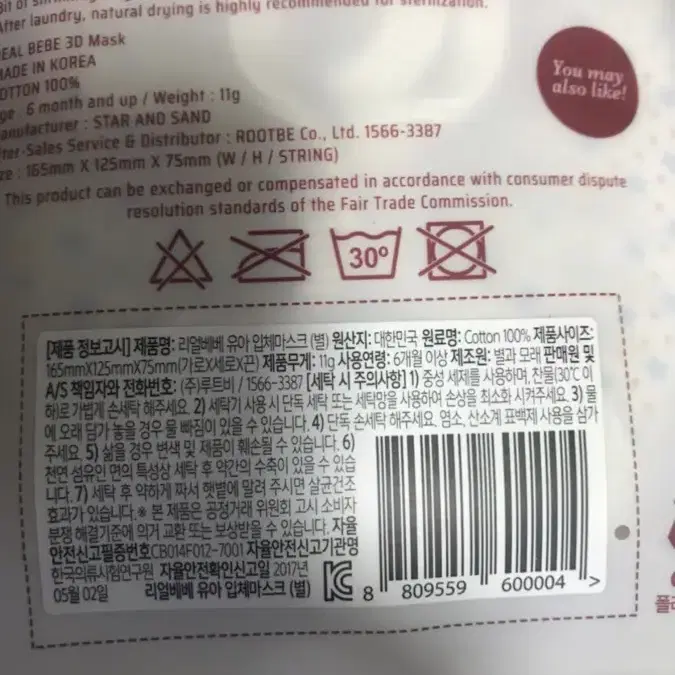 After laundry, natural drying is highly recommended for sterilization.
REAL BEBE 3D Mask
MADE IN KOREA
COTTON 100%
ge : 6 month and up / Weight : 11g
anufacturer : STAR AND SAND
fter-Sales Service & Distributor : ROOTBE Co., Ltd. 1566-3387
ze : 165mm X 125mm X 75mm (W / H / STRING)
This product can be exchanged or compensated in accordance with consumer dispute
resolution standards of the Fair Trade Commission.
You may
also like!
30º
[제품 정보고시] 제품명: 리얼베베 유아 입체마스크 (별) 원산지: 대한민국 원료명: Cotton 100% 제품사이즈:
165mmX125mmX75mm(가로X세로X끈) 제품무게: 11g 사용연령: 6개월 이상 제조원: 별과 모래 판매원 및
A/S 책임자와 전화번호: (주)루트비 / 1566-3387 [세탁 시 주의사항] 1) 중성 세제를 사용하며, 찬물(30℃ 이
하)로 가볍게 손세탁 해주세요. 2) 세탁기 사용 시 단독 세탁 또는 세탁망을 사용하여 손상을 최소화 시켜주세요. 3) 물
에 오래 담가 놓을 경우 물 빠짐이 있을 수 있습니다. 4) 단독 손세탁 해주세요. 염소, 산소계 표백제 사용을 삼가
주세요. 5) 삶을 경우 변색 및 제품이 훼손될 수 있습니다. 6)
천연 섬유인 면의 특성상 세탁 후 약간의 수축이 있을 수 있습
니다. 7) 세탁 후 약하게 짜서 햇볕에 말려 주시면 살균건조
효과가 있습니다.※ 본 제품은 공정거래 위원회 고시 소비자
분쟁 해결기준에 의거 교환 또는 보상받을 수 있습니다. 자율
안전신고필증번호CB014F012-7001 자율안전신고기관명
한국의류시험연구원 자율안전확인신고일 2017년
05월 02일 리얼베베 유아 입체마스크 (별)
8 809559 600004 >